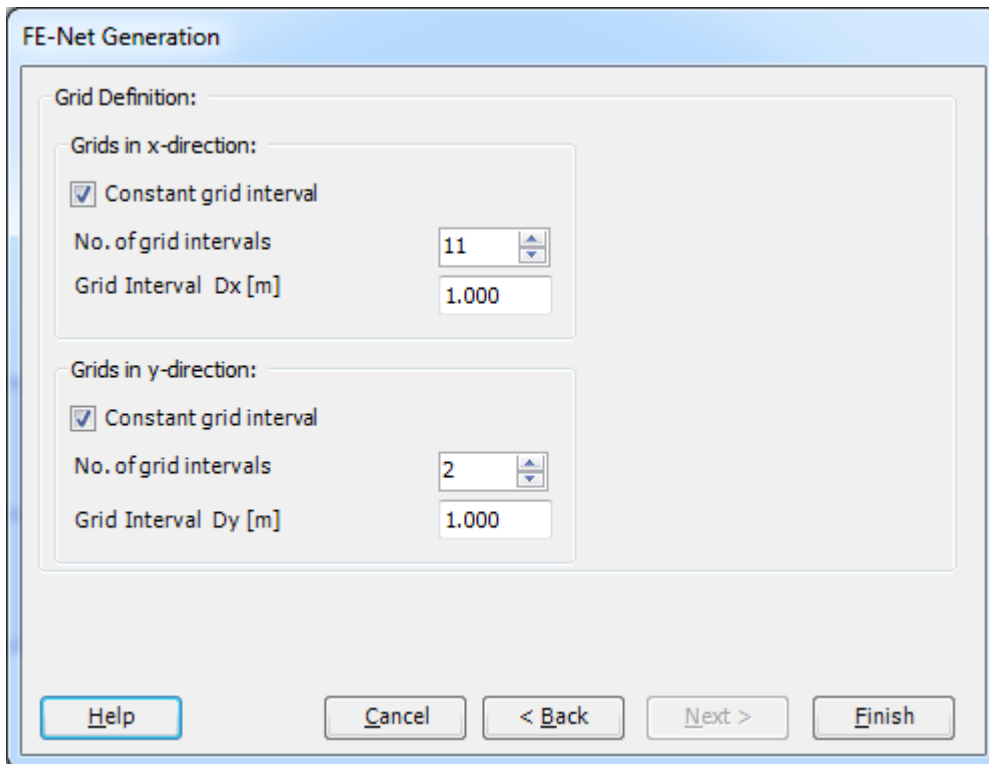 FE-Net Generation
Grid Definition:
Grids in x-direction:
Constant grid interval
No. of grid intervals 11
Grid Interval Dx [m] 1.000
Grids in y-direction:
Constant grid interval
No. of grid intervals 2
Grid Interval Dy [m] 1.000
Help Cancel < Back Next > Finish